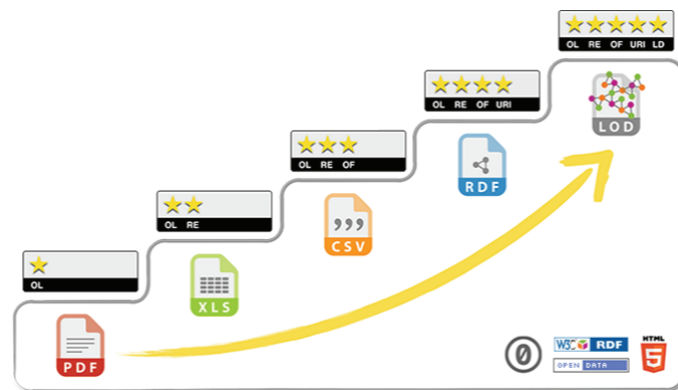 OL RE OF URI LD
OL RE OF URI
LOD
OL RE OF
RDF
OL RE
,,,
CSV
OL
XLS
PDF
0
W3C RDF
OPEN DATA
HTML
5